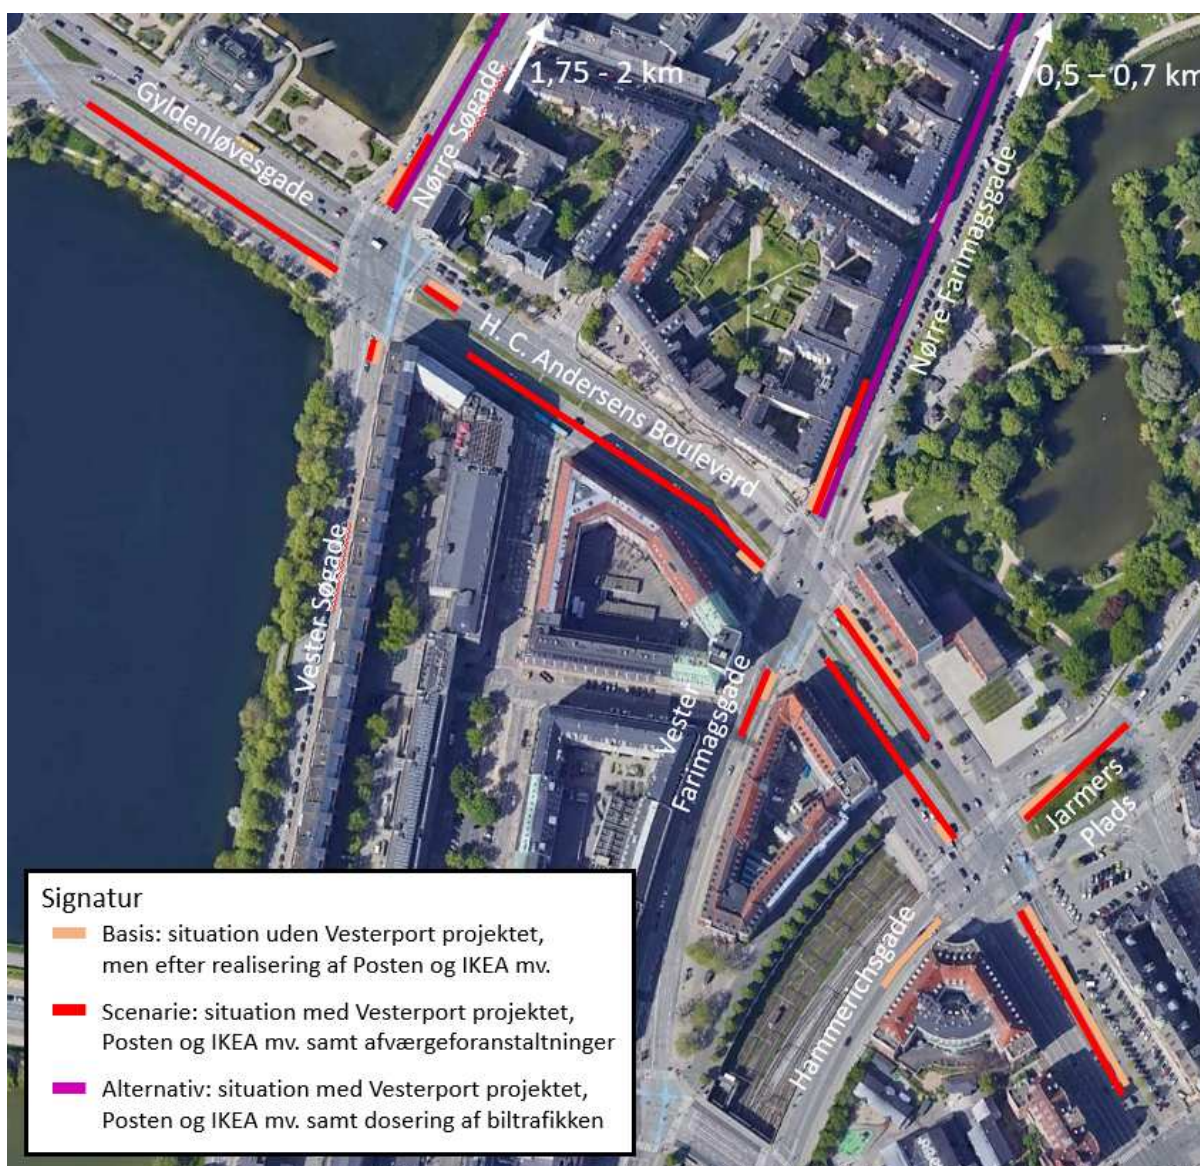 1,75 - 2 km
0,5 – 0,7 km
Gyldenløvesgade
Nørre Søgade
Nørre Farimagsgade
H. C. Andersens Boulevard
Vester Søgade
Vester
Farimagsgade
Jarmers
Plads
Hammerichsgade
Signatur
Basis: situation uden Vesterport projektet,
men efter realisering af Posten og IKEA mv.
Scenarie: situation med Vesterport projektet,
Posten og IKEA mv. samt afværgeforanstaltninger
Alternativ: situation med Vesterport projektet,
Posten og IKEA mv. samt dosering af biltrafikken